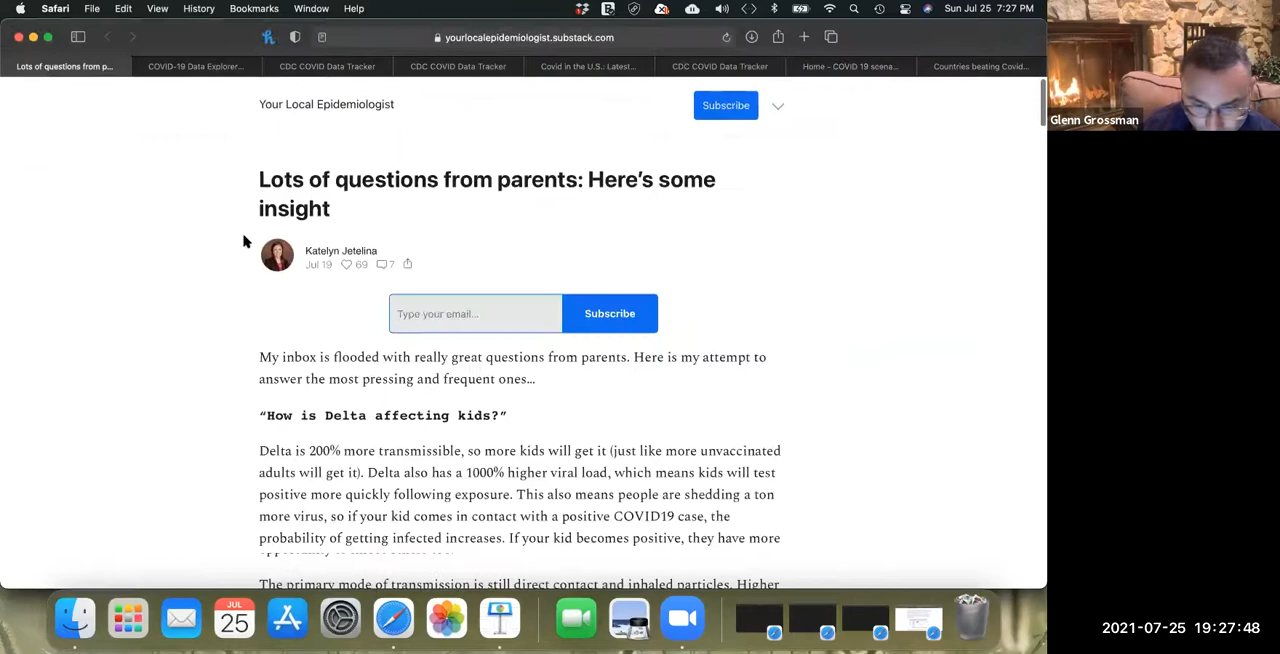 Safari File Edit View History Bookmarks Window Help Sun Jul 25 7:27 PM
yourlocalepidemiologist.substack.com
Lots of questions from p... COVID-19 Data Explorer... CDC COVID Data Tracker CDC COVID Data Tracker Covid in the U.S.: Latest... CDC COVID Data Tracker Home - COVID 19 scena... Countries beating Covid...
Glenn Grossman
Your Local Epidemiologist
Subscribe
Lots of questions from parents: Here's some
insight
Katelyn Jetelina
Jul 19 69 7
Type your email... Subscribe
My inbox is flooded with really great questions from parents. Here is my attempt to
answer the most pressing and frequent ones...
“How is Delta affecting kids?”
Delta is 200% more transmissible, so more kids will get it (just like more unvaccinated
adults will get it). Delta also has a 1000% higher viral load, which means kids will test
positive more quickly following exposure. This also means people are shedding a ton
more virus, so if your kid comes in contact with a positive COVID19 case, the
probability of getting infected increases. If your kid becomes positive, they have more
The primary mode of transmission is still direct contact and inhaled particles. Higher
JUL
25
2021-07-25 19:27:48